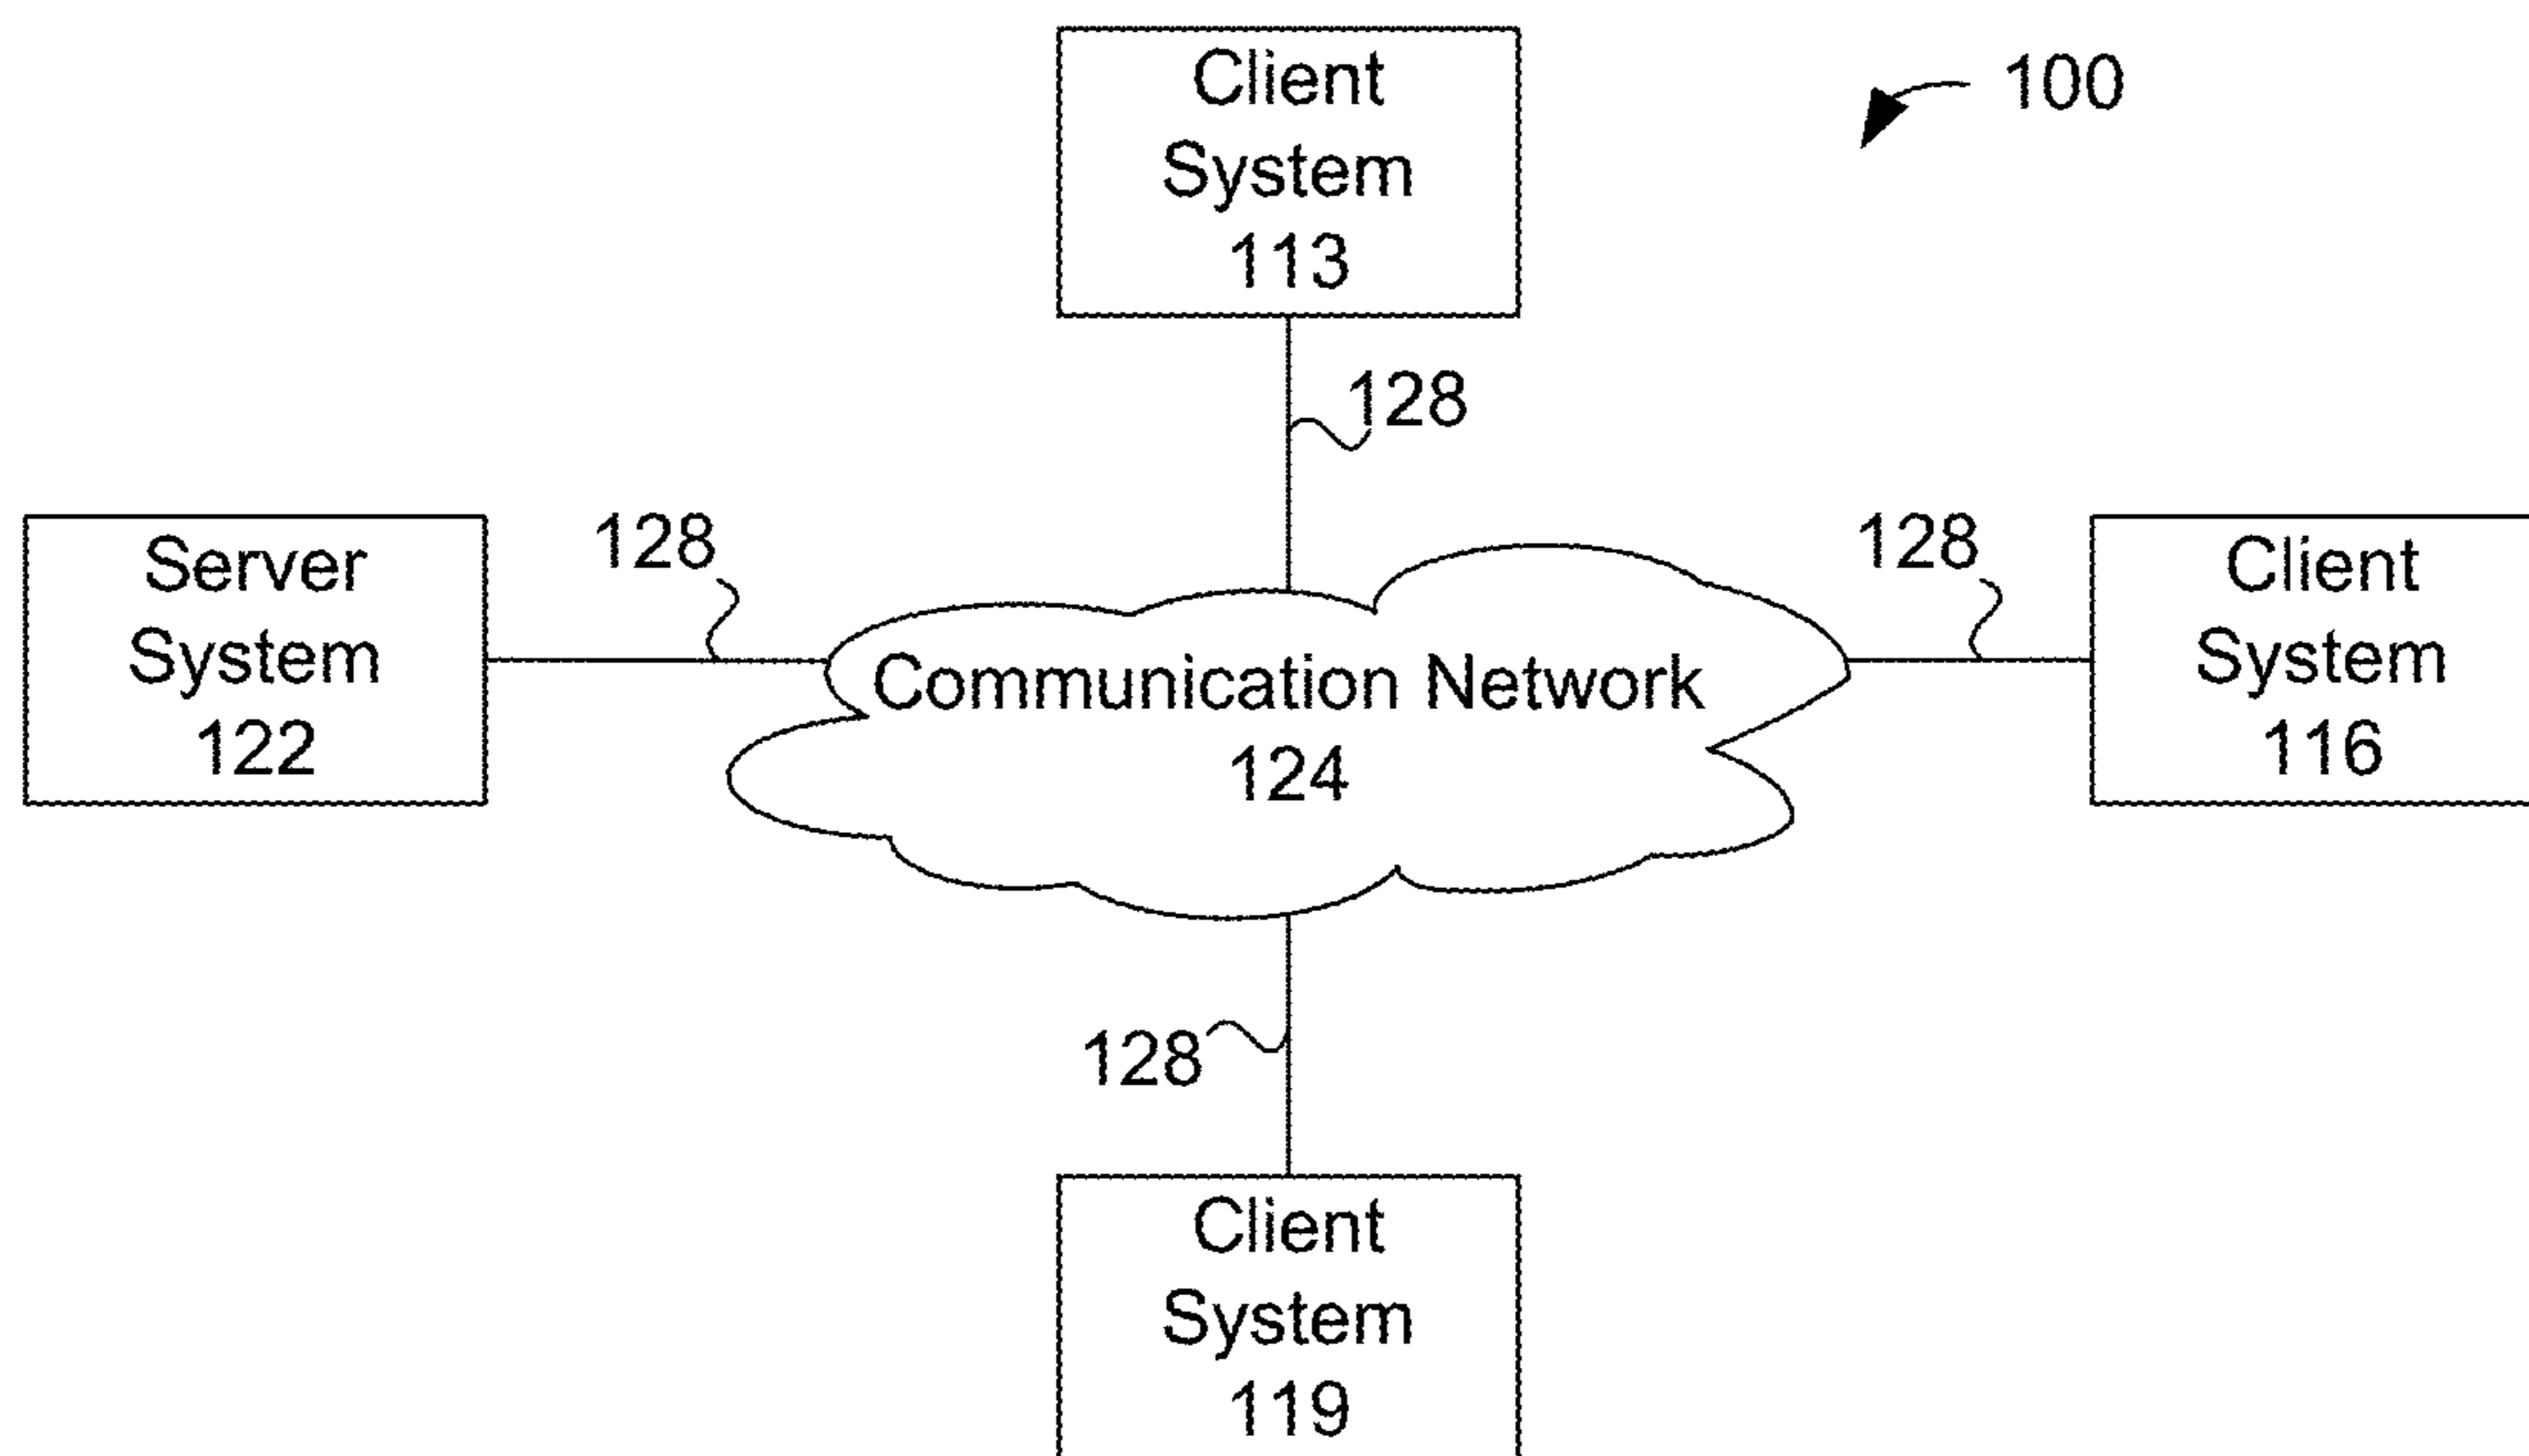 Client
System
113
100
128
Server
System
122
128
Communication Network
124
128
Client
System
116
128
Client
System
119